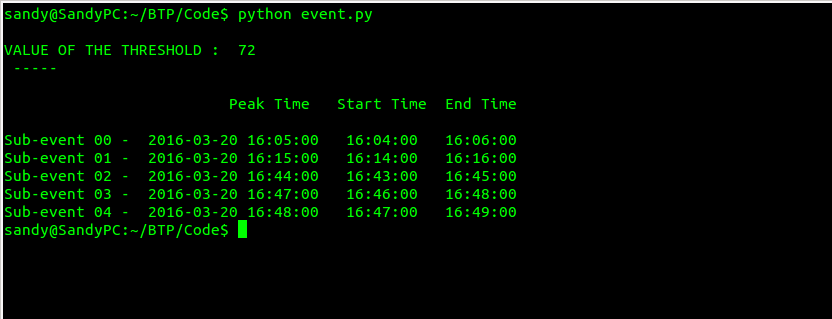 sandy@SandyPC:~/BTP/Code$ python event.py
VALUE OF THE THRESHOLD :  72
-----
Peak Time   Start Time  End Time
Sub-event 00 -  2016-03-20 16:05:00   16:04:00   16:06:00
Sub-event 01 -  2016-03-20 16:15:00   16:14:00   16:16:00
Sub-event 02 -  2016-03-20 16:44:00   16:43:00   16:45:00
Sub-event 03 -  2016-03-20 16:47:00   16:46:00   16:48:00
Sub-event 04 -  2016-03-20 16:48:00   16:47:00   16:49:00
sandy@SandyPC:~/BTP/Code$